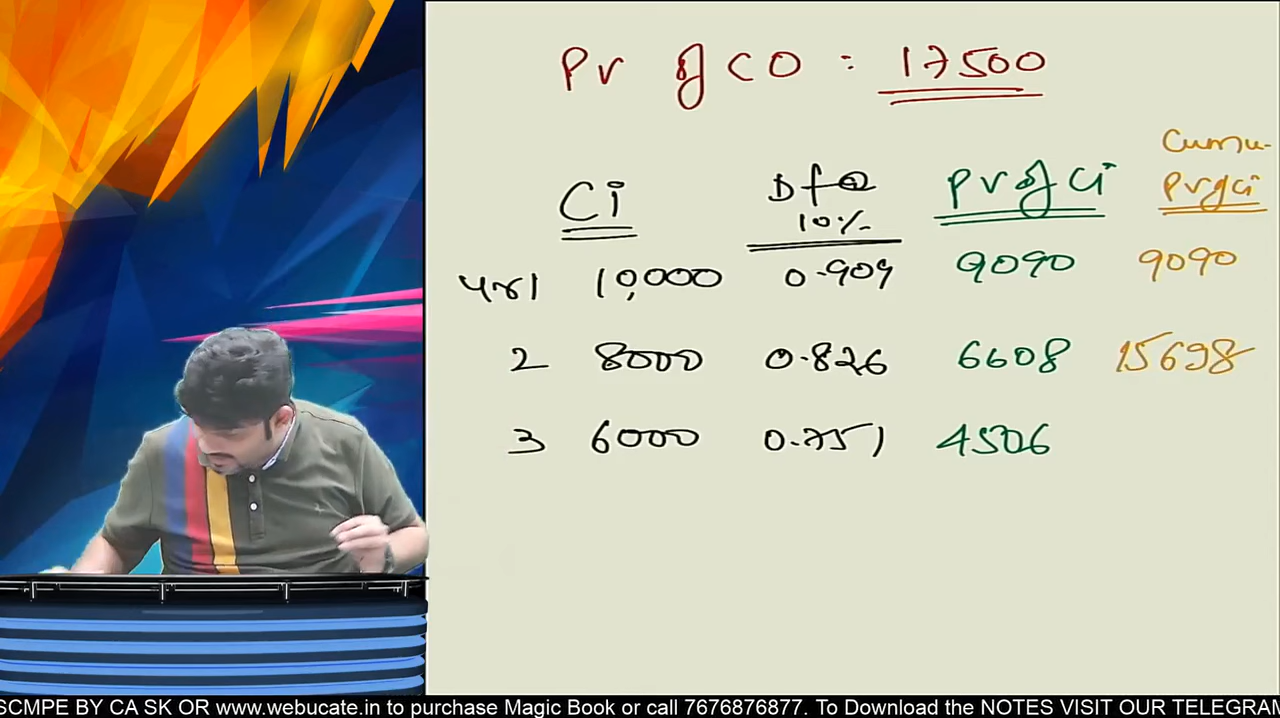 PV of CO = 17500
CI Df@ 10% PV of CI Cumu. PV of CI
Yr 1 10,000 0.909 9090 9090
2 8000 0.826 6608 15698
3 6000 0.751 4506
SCMPE BY CA SK OR www.webucate.in to purchase Magic Book or call 7676876877. To Download the NOTES VISIT OUR TELEGRAM